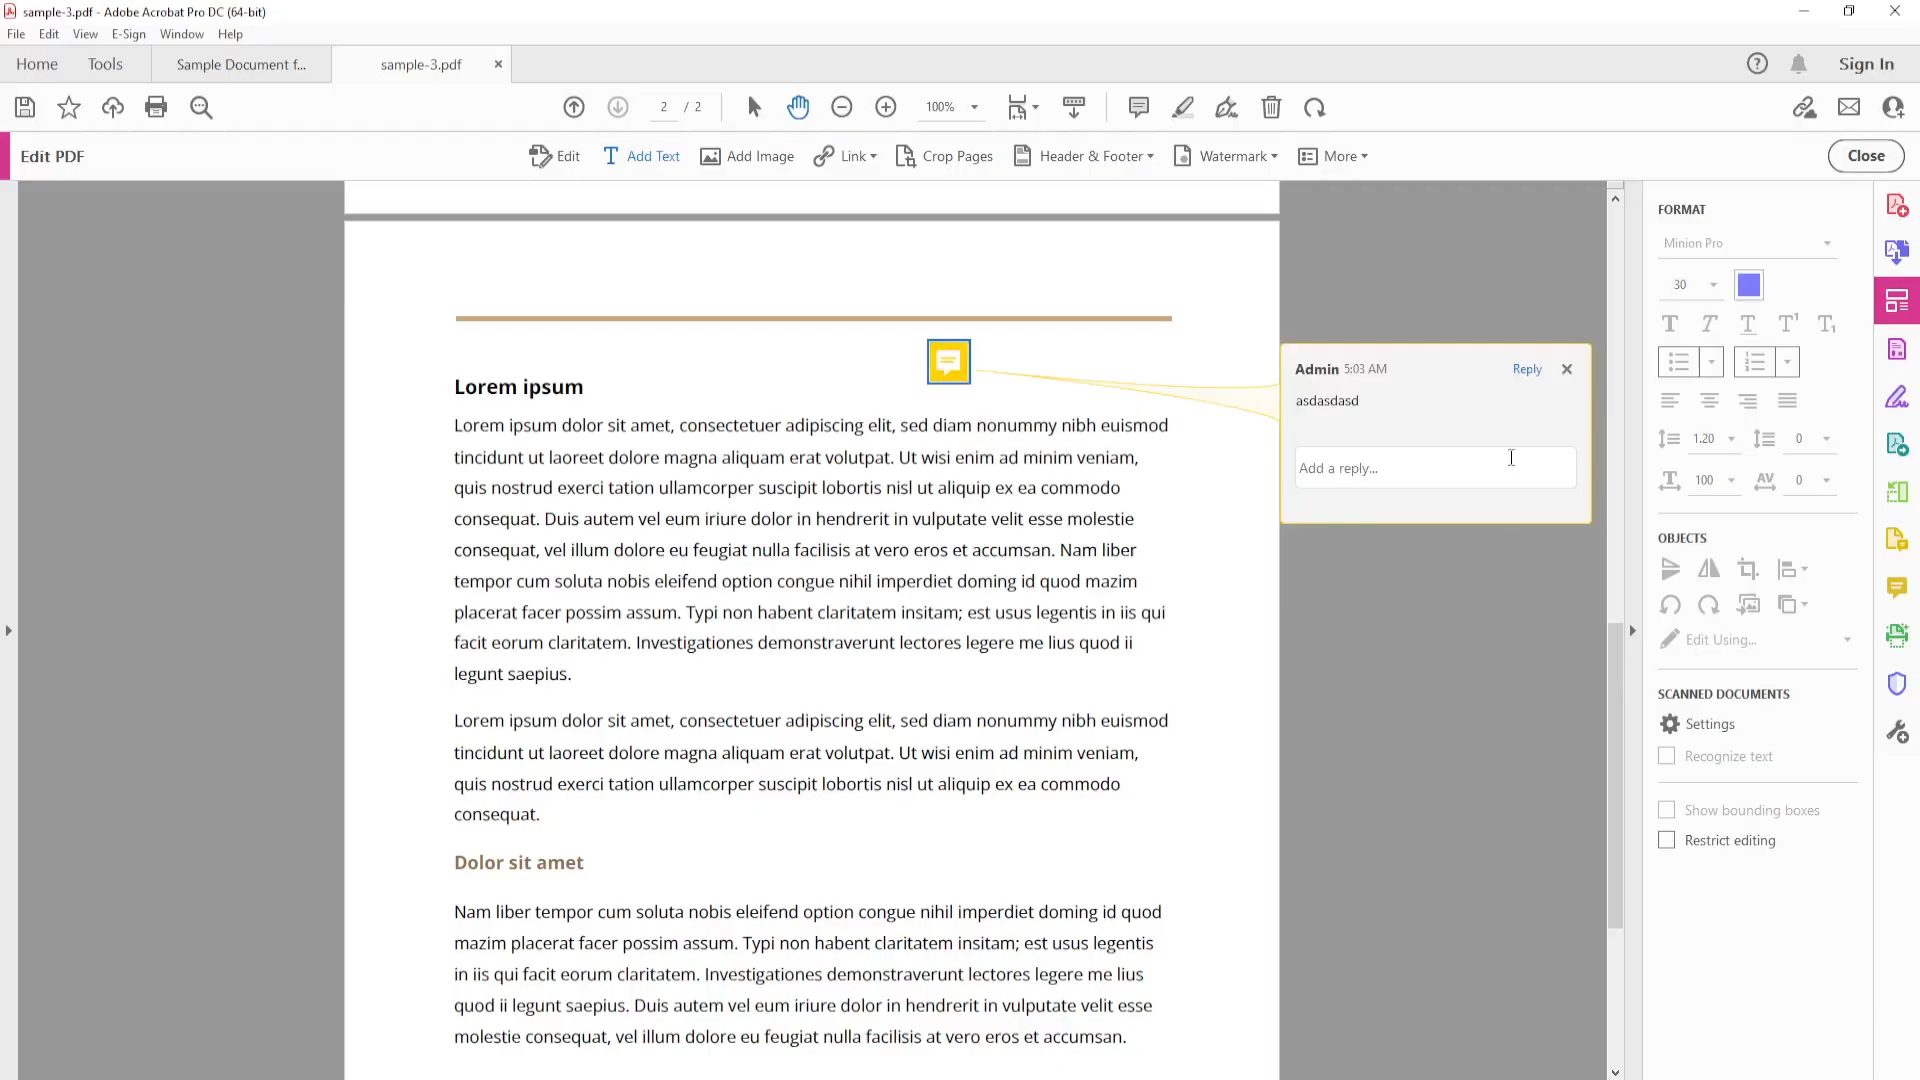 sample-3.pdf - Adobe Acrobat Pro DC (64-bit)
File Edit View E-Sign Window Help
Home Tools Sample Document f... sample-3.pdf × Sign In
2 / 2 100%
Edit PDF Edit Add Text Add Image Link Crop Pages Header & Footer Watermark More Close
Lorem ipsum
Lorem ipsum dolor sit amet, consectetuer adipiscing elit, sed diam nonummy nibh euismod
tincidunt ut laoreet dolore magna aliquam erat volutpat. Ut wisi enim ad minim veniam,
quis nostrud exerci tation ullamcorper suscipit lobortis nisl ut aliquip ex ea commodo
consequat. Duis autem vel eum iriure dolor in hendrerit in vulputate velit esse molestie
consequat, vel illum dolore eu feugiat nulla facilisis at vero eros et accumsan. Nam liber
tempor cum soluta nobis eleifend option congue nihil imperdiet doming id quod mazim
placerat facer possim assum. Typi non habent claritatem insitam; est usus legentis in iis qui
facit eorum claritatem. Investigationes demonstraverunt lectores legere me lius quod ii
legunt saepius.
Lorem ipsum dolor sit amet, consectetuer adipiscing elit, sed diam nonummy nibh euismod
tincidunt ut laoreet dolore magna aliquam erat volutpat. Ut wisi enim ad minim veniam,
quis nostrud exerci tation ullamcorper suscipit lobortis nisl ut aliquip ex ea commodo
consequat.
Dolor sit amet
Nam liber tempor cum soluta nobis eleifend option congue nihil imperdiet doming id quod
mazim placerat facer possim assum. Typi non habent claritatem insitam; est usus legentis
in iis qui facit eorum claritatem. Investigationes demonstraverunt lectores legere me lius
quod ii legunt saepius. Duis autem vel eum iriure dolor in hendrerit in vulputate velit esse
molestie consequat, vel illum dolore eu feugiat nulla facilisis at vero eros et accumsan.
Admin 5:03 AM Reply
asdasdasd
Add a reply...
FORMAT
Minion Pro
30
1.20 0
100 AV 0
OBJECTS
Edit Using...
SCANNED DOCUMENTS
Settings
Recognize text
Show bounding boxes
Restrict editing